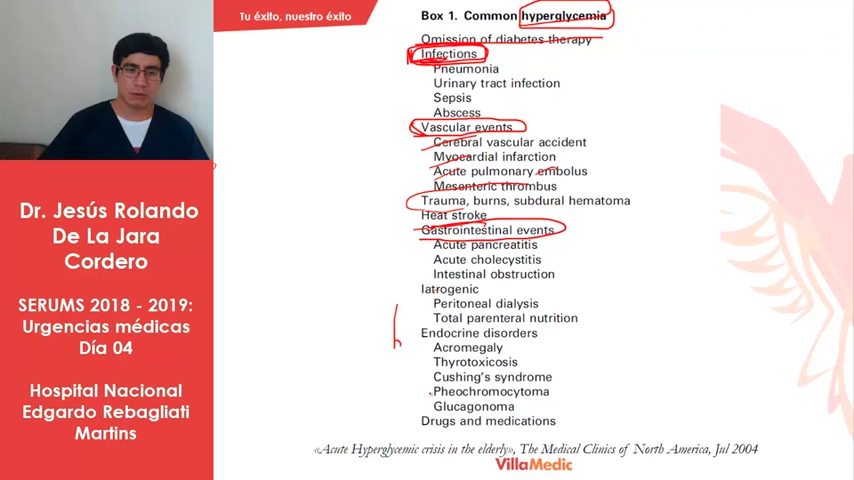 Tu éxito, nuestro éxito
Dr. Jesús Rolando
De La Jara
Cordero
SERUMS 2018 - 2019:
Urgencias médicas
Día 04
Hospital Nacional
Edgardo Rebagliati
Martins
Box 1. Common hyperglycemia
Omission of diabetes therapy
Infections
Pneumonia
Urinary tract infection
Sepsis
Abscess
Vascular events
Cerebral vascular accident
Myocardial infarction
Acute pulmonary embolus
Mesenteric thrombus
Trauma, burns, subdural hematoma
Heat stroke
Gastrointestinal events
Acute pancreatitis
Acute cholecystitis
Intestinal obstruction
Iatrogenic
Peritoneal dialysis
Total parenteral nutrition
Endocrine disorders
Acromegaly
Thyrotoxicosis
Cushing's syndrome
Pheochromocytoma
Glucagonoma
Drugs and medications
«Acute Hyperglycemic crisis in the elderly», The Medical Clinics of North America, Jul 2004
VillaMedic